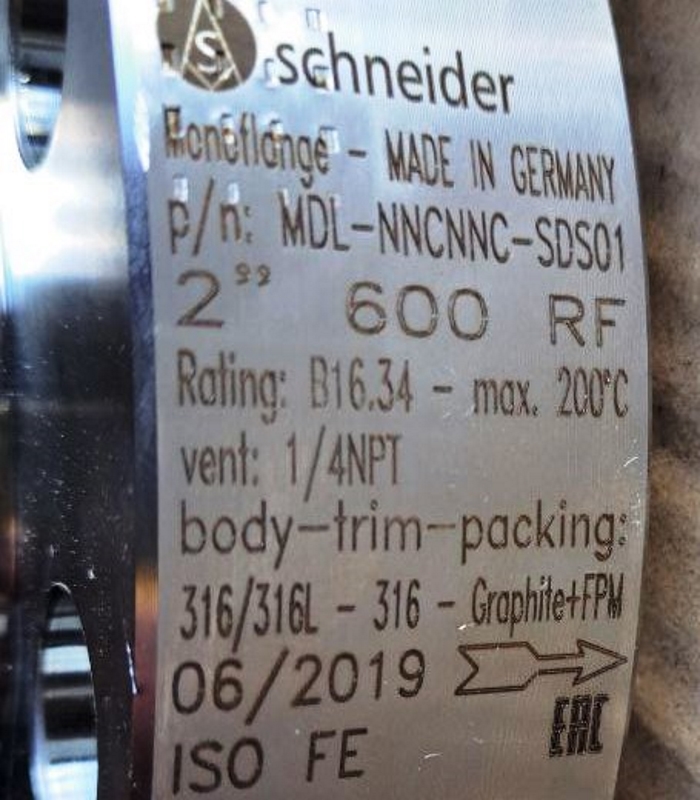 S schneider
Monoflange - MADE IN GERMANY
p/n: MDL-NNCNNC-SDS01
2" 600 RF
Rating: B16.34 - max. 200°C
vent: 1/4NPT
body-trim-packing:
316/316L - 316 - Graphite+FPM
06/2019
EAC
ISO FE